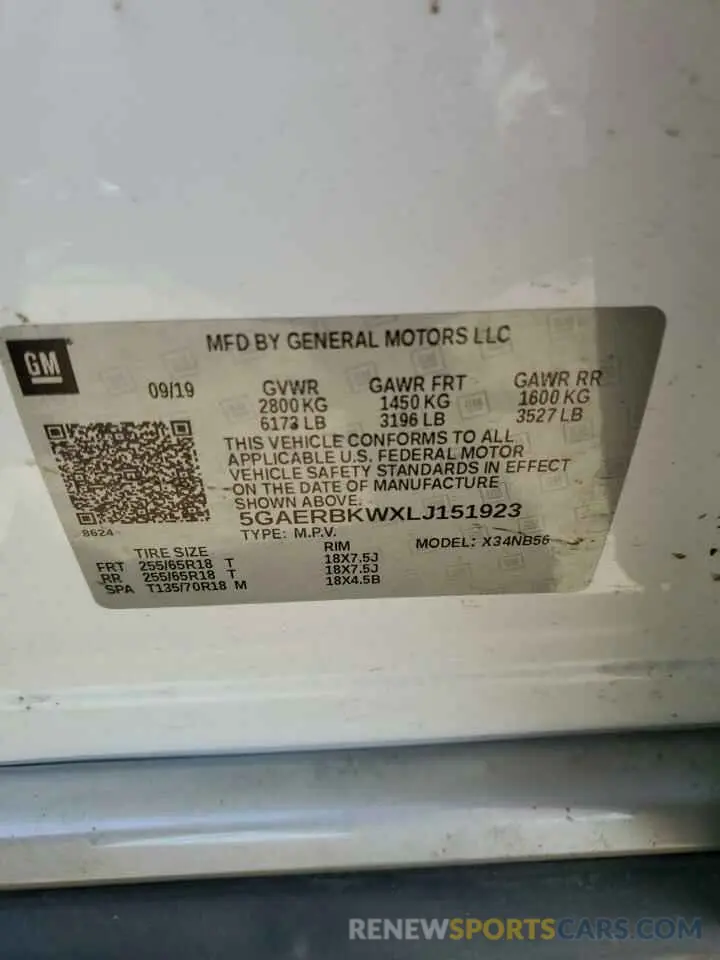 GM
MFD BY GENERAL MOTORS LLC
09/19 GVWR GAWR FRT GAWR RR
2800 KG 1450 KG 1600 KG
6173 LB 3196 LB 3527 LB
THIS VEHICLE CONFORMS TO ALL
APPLICABLE U.S. FEDERAL MOTOR
VEHICLE SAFETY STANDARDS IN EFFECT
ON THE DATE OF MANUFACTURE
SHOWN ABOVE.
5GAERBKWXLJ151923
8624 TYPE: M.P.V. MODEL: X34NB56
TIRE SIZE RIM
FRT 255/65R18 T 18X7.5J
RR 255/65R18 T 18X7.5J
SPA T135/70R18 M 18X4.5B
RENEWSPORTSCARS.COM